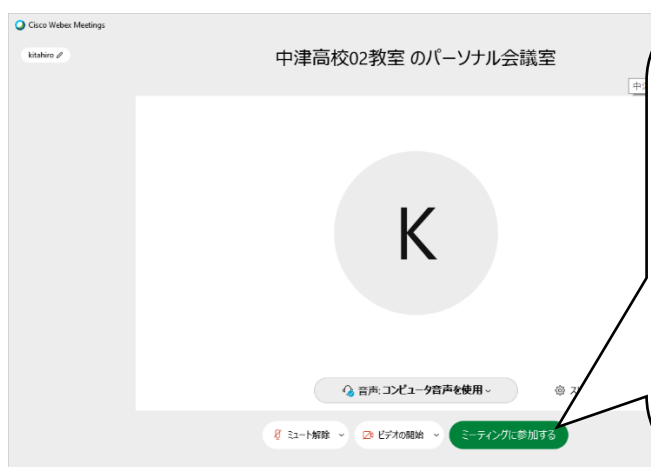 Cisco Webex Meetings
kitahiro
中津高校02教室 のパーソナル会議室
K
音声: コンピュータ音声を使用
ミュート解除
ビデオの開始
ミーティングに参加する